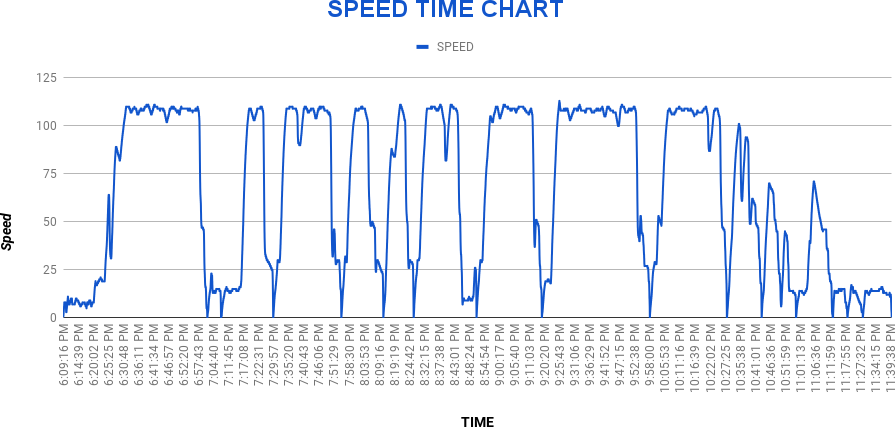 SPEED TIME CHART
SPEED
125
100
75
50
25
0
Speed
6:09:16 PM
6:14:39 PM
6:20:02 PM
6:25:25 PM
6:30:48 PM
6:36:11 PM
6:41:34 PM
6:46:57 PM
6:52:20 PM
6:57:43 PM
7:04:40 PM
7:11:45 PM
7:17:08 PM
7:22:31 PM
7:29:57 PM
7:35:20 PM
7:40:43 PM
7:46:06 PM
7:51:29 PM
7:58:30 PM
8:03:53 PM
8:09:16 PM
8:19:19 PM
8:24:42 PM
8:32:15 PM
8:37:38 PM
8:43:01 PM
8:48:24 PM
8:54:54 PM
9:00:17 PM
9:05:40 PM
9:11:03 PM
9:20:20 PM
9:25:43 PM
9:31:06 PM
9:36:29 PM
9:41:52 PM
9:47:15 PM
9:52:38 PM
9:58:00 PM
10:05:53 PM
10:11:16 PM
10:16:39 PM
10:22:02 PM
10:27:25 PM
10:35:38 PM
10:41:01 PM
10:46:36 PM
10:51:59 PM
11:01:13 PM
11:06:36 PM
11:11:59 PM
11:17:55 PM
11:27:32 PM
11:34:15 PM
11:39:38 PM
TIME